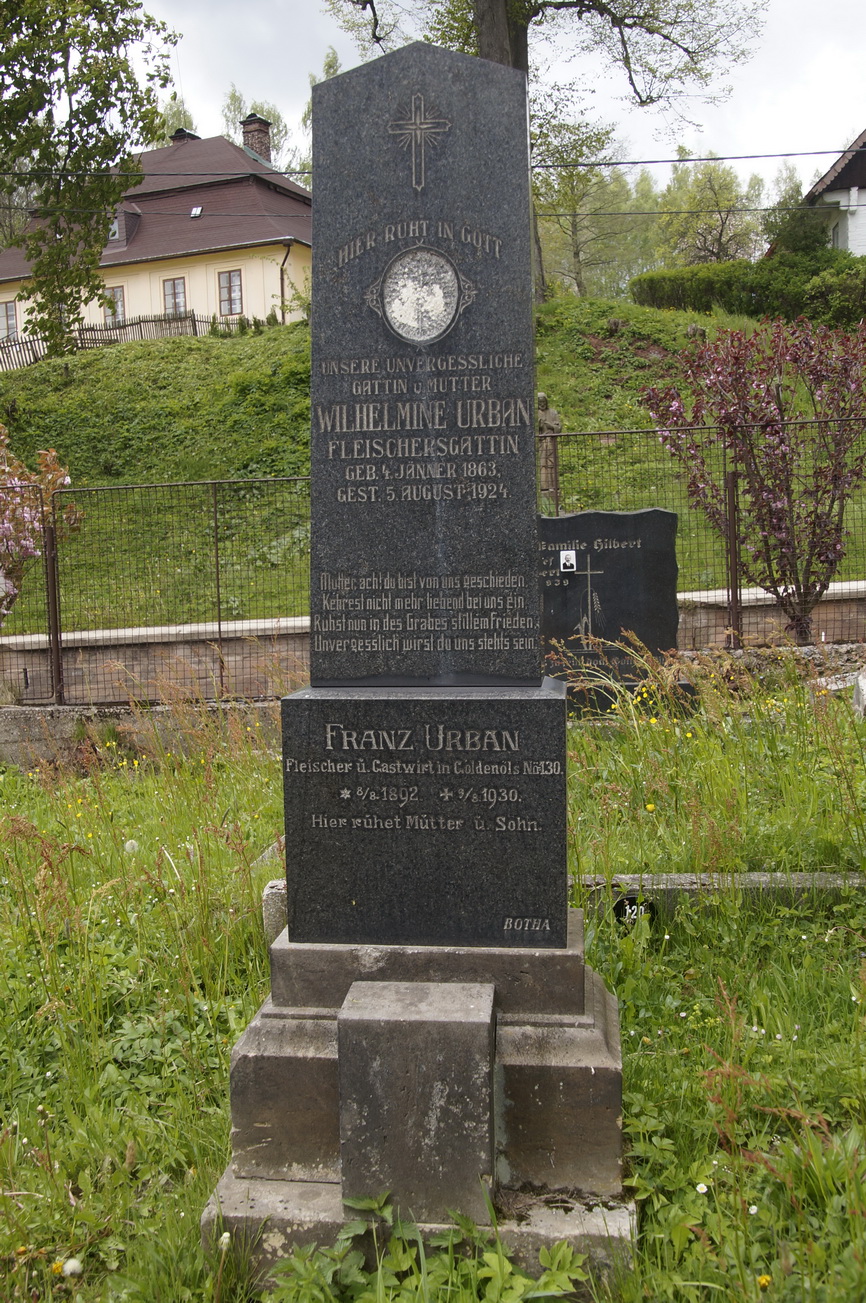 HIER RUHT IN GOTT
UNSERE UNVERGESSLICHE
GATTIN U. MUTTER
WILHELMINE URBAN
FLEISCHERSGATTIN
GEB. 4. JÄNNER 1863.
GEST. 5. AUGUST 1924
Mutter ach! du bist von uns geschieden.
Kehrest nicht mehr liebend bei uns ein.
Ruhst nun in des Grabes stillem Frieden.
Unvergesslich wirst du uns stehts sein.
FRANZ URBAN
Fleischer u. Gastwirt in Goldenöls No 130.
* 8/8. 1892. + 9/8. 1930.
Hier ruhet Mutter u. Sohn.
BOTHA
Familie Hilbert
120